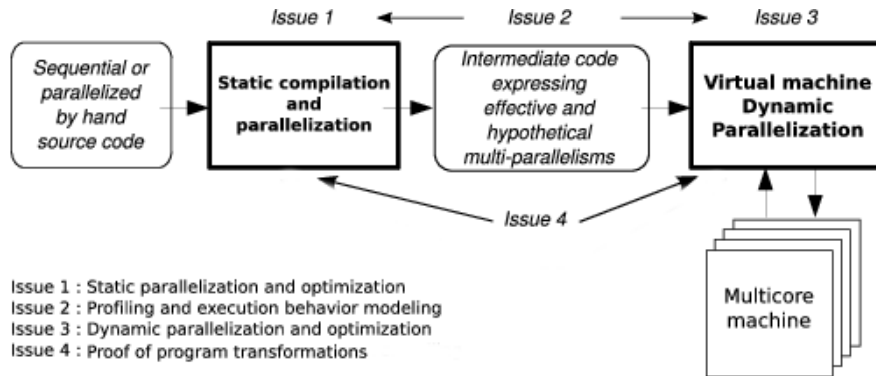 Issue 1
Issue 2
Issue 3
Sequential or
parallelized
by hand
source code
Static compilation
and
parallelization
Intermediate code
expressing
effective and
hypothetical
multi-parallelisms
Virtual machine
Dynamic
Parallelization
Issue 4
Multicore
machine
Issue 1 : Static parallelization and optimization
Issue 2 : Profiling and execution behavior modeling
Issue 3 : Dynamic parallelization and optimization
Issue 4 : Proof of program transformations